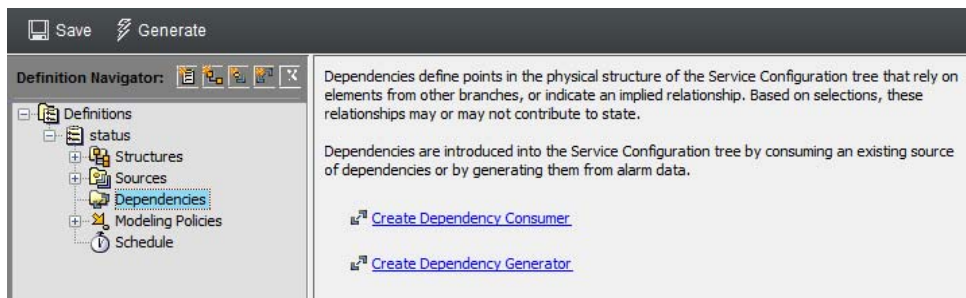 Save Generate
Definition Navigator:
Definitions
status
Structures
Sources
Dependencies
Modeling Policies
Schedule
Dependencies define points in the physical structure of the Service Configuration tree that rely on
elements from other branches, or indicate an implied relationship. Based on selections, these
relationships may or may not contribute to state.
Dependencies are introduced into the Service Configuration tree by consuming an existing source
of dependencies or by generating them from alarm data.
Create Dependency Consumer
Create Dependency Generator